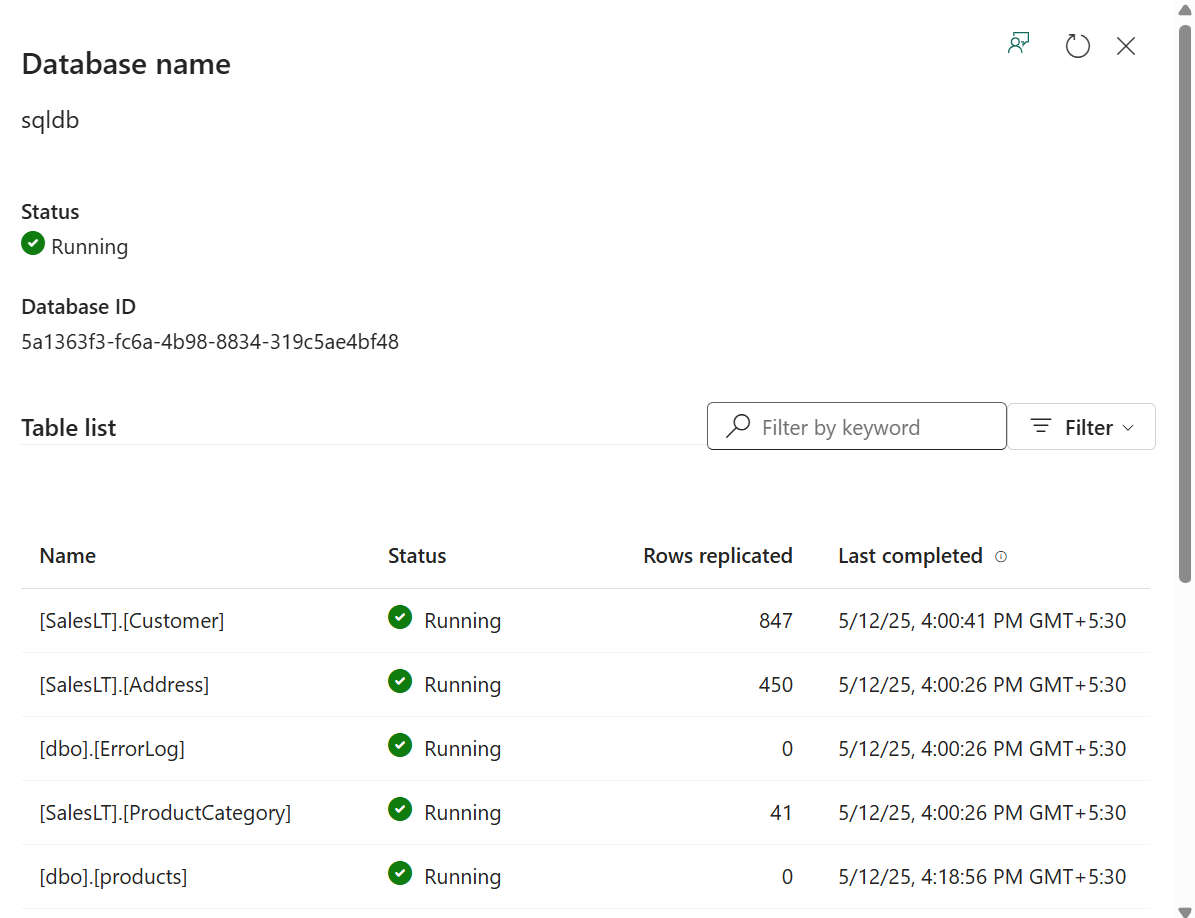 Database name
sqldb
Status
Running
Database ID
5a1363f3-fc6a-4b98-8834-319c5ae4bf48
Table list
Filter by keyword
Filter
Name Status Rows replicated Last completed
[SalesLT].[Customer] Running 847 5/12/25, 4:00:41 PM GMT+5:30
[SalesLT].[Address] Running 450 5/12/25, 4:00:26 PM GMT+5:30
[dbo].[ErrorLog] Running 0 5/12/25, 4:00:26 PM GMT+5:30
[SalesLT].[ProductCategory] Running 41 5/12/25, 4:00:26 PM GMT+5:30
[dbo].[products] Running 0 5/12/25, 4:18:56 PM GMT+5:30